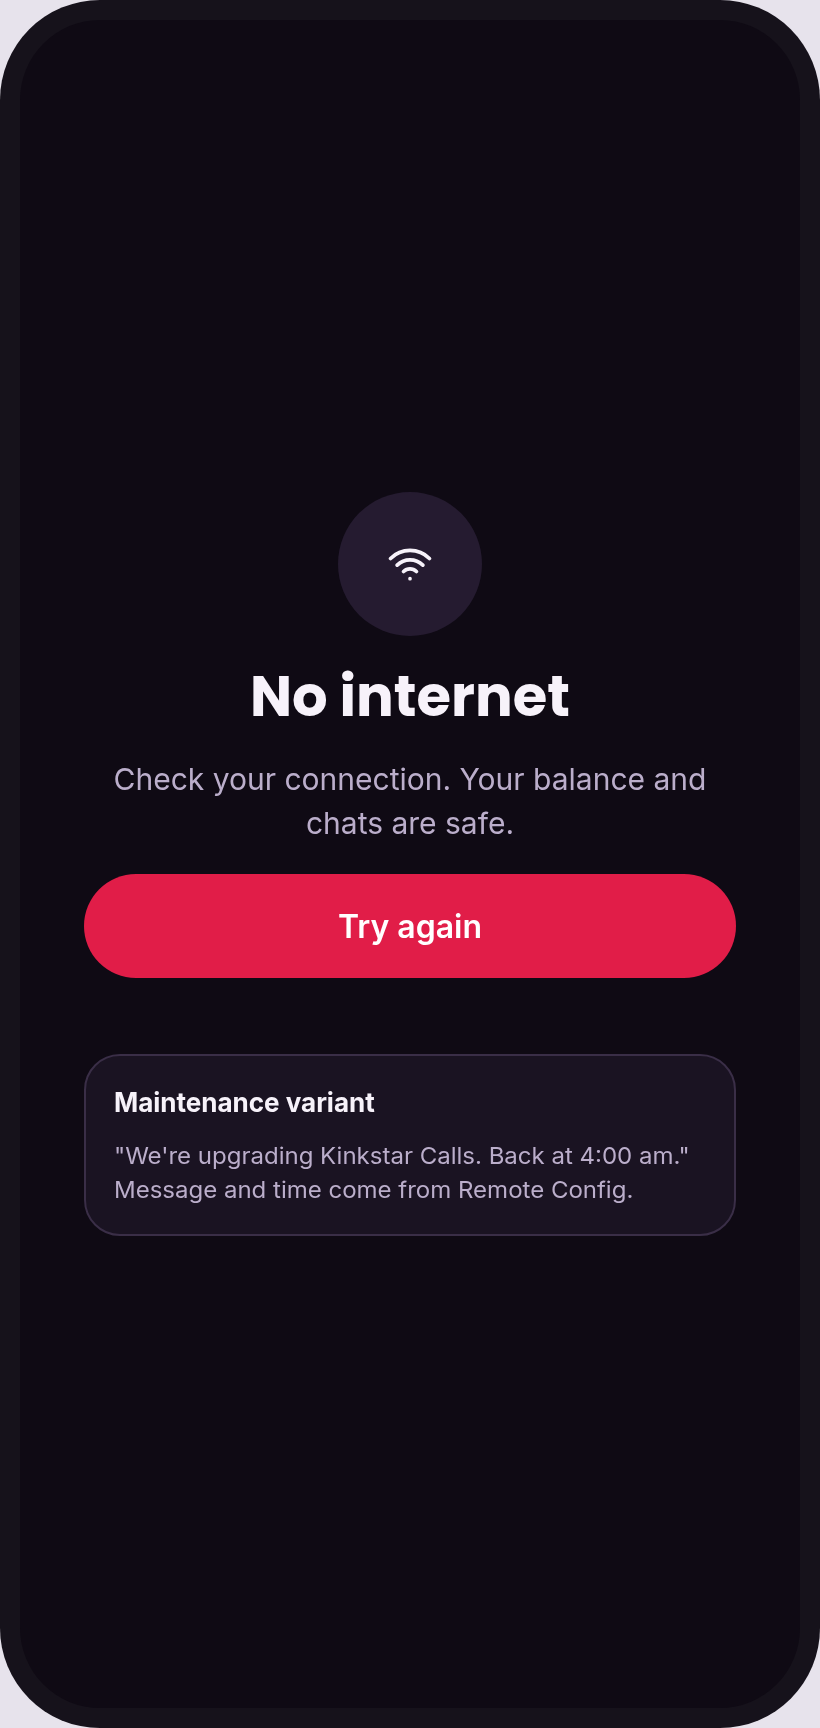 No internet
Check your connection. Your balance and
chats are safe.
Try again
Maintenance variant
"We're upgrading Kinkstar Calls. Back at 4:00 am."
Message and time come from Remote Config.